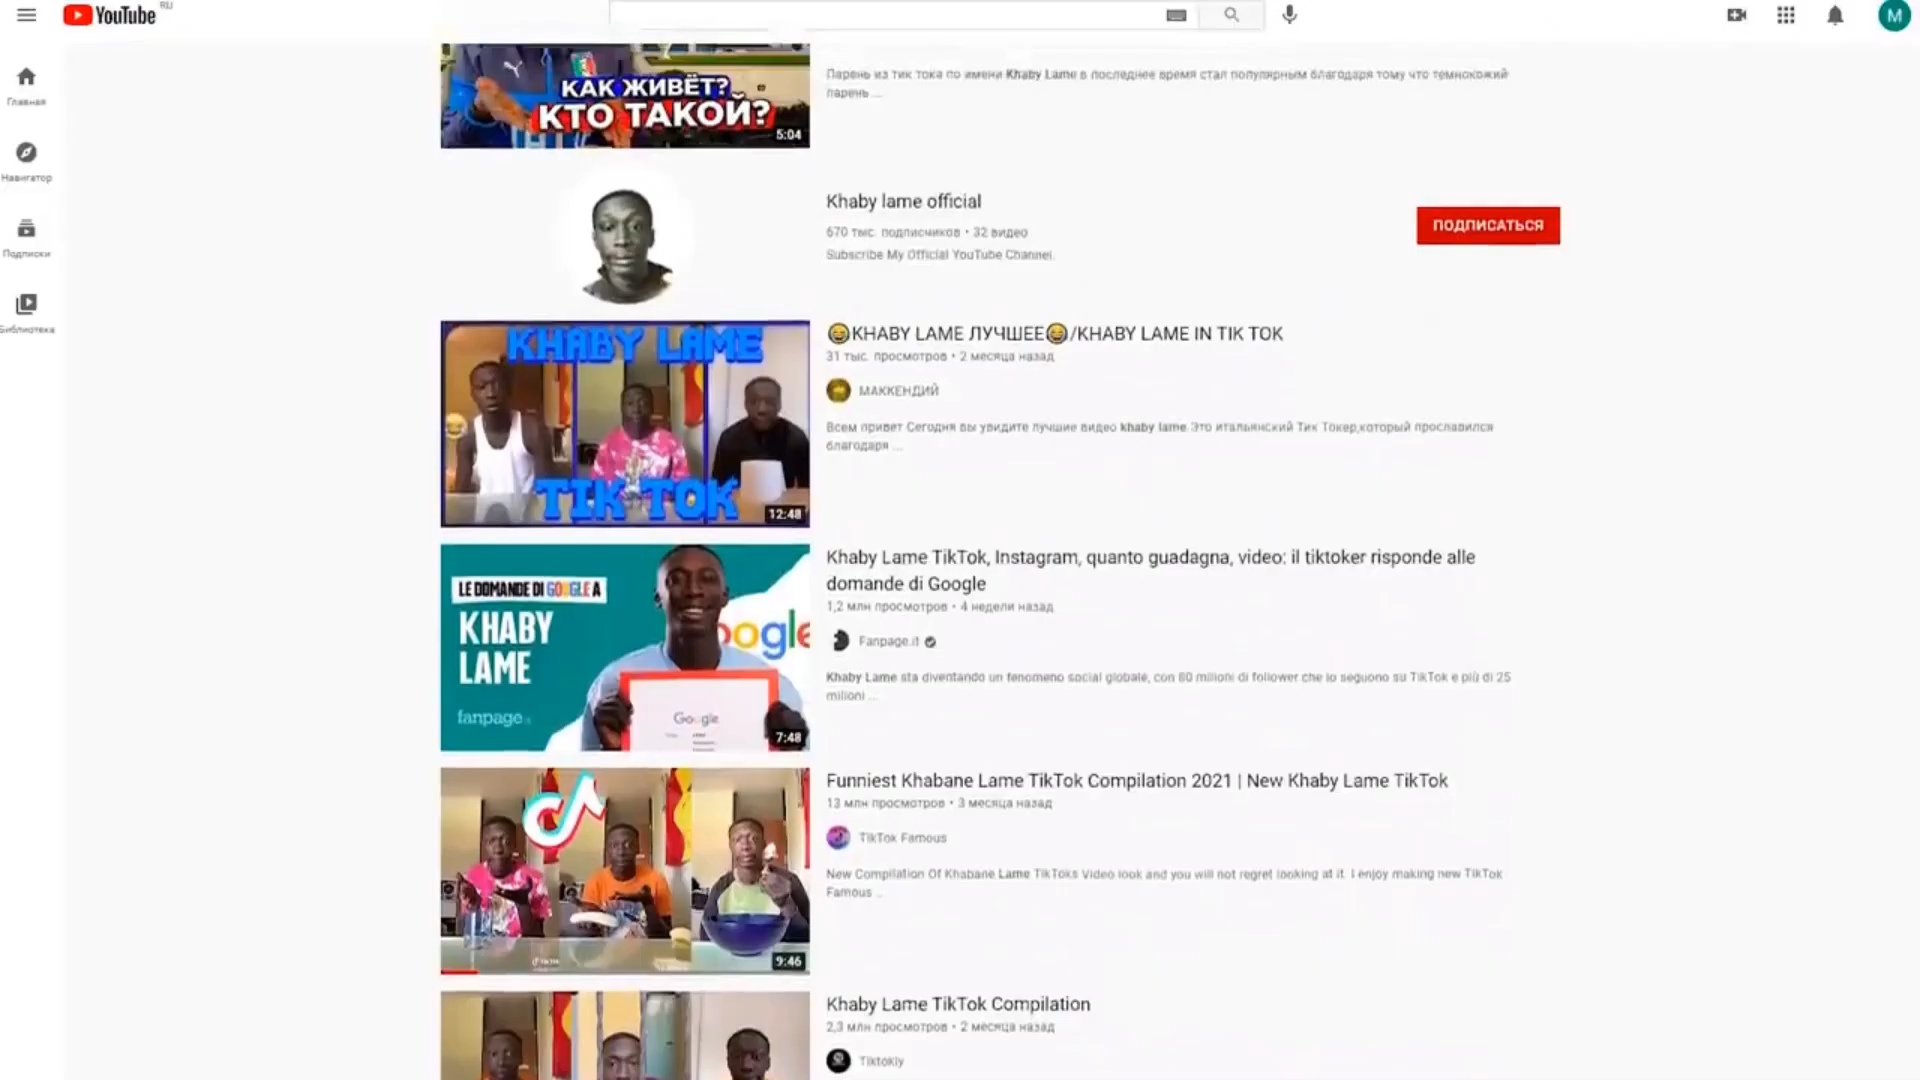 YouTube RU
M
Главная
Навигатор
Подписки
Библиотека
КАК ЖИВЁТ?
КТО ТАКОЙ?
5:04
Парень из тик тока по имени Khaby Lame в последнее время стал популярным благодаря тому что темнокожий
парень ...
Khaby lame official
670 тыс. подписчиков • 32 видео
Subscribe My Official YouTube Channel.
ПОДПИСАТЬСЯ
KHABY LAME
TIK TOK
12:48
😂KHABY LAME ЛУЧШЕЕ😂/KHABY LAME IN TIK TOK
31 тыс. просмотров • 2 месяца назад
МАККЕНДИЙ
Всем привет Сегодня вы увидите лучшие видео khaby lame.Это итальянский Тик Токер,который прославился
благодаря ...
LE DOMANDE DI GOOGLE A
KHABY
LAME
fanpage
oogle
Google
7:48
Khaby Lame TikTok, Instagram, quanto guadagna, video: il tiktoker risponde alle
domande di Google
1,2 млн просмотров • 4 недели назад
Fanpage.it
Khaby Lame sta diventando un fenomeno social globale, con 80 milioni di follower che lo seguono su TikTok e più di 25
milioni ...
9:46
Funniest Khabane Lame TikTok Compilation 2021 | New Khaby Lame TikTok
13 млн просмотров • 3 месяца назад
TikTok Famous
New Compilation Of Khabane Lame TikToks Video look and you will not regret looking at it. I enjoy making new TikTok
Famous ...
Khaby Lame TikTok Compilation
2,3 млн просмотров • 2 месяца назад
Tiktokly